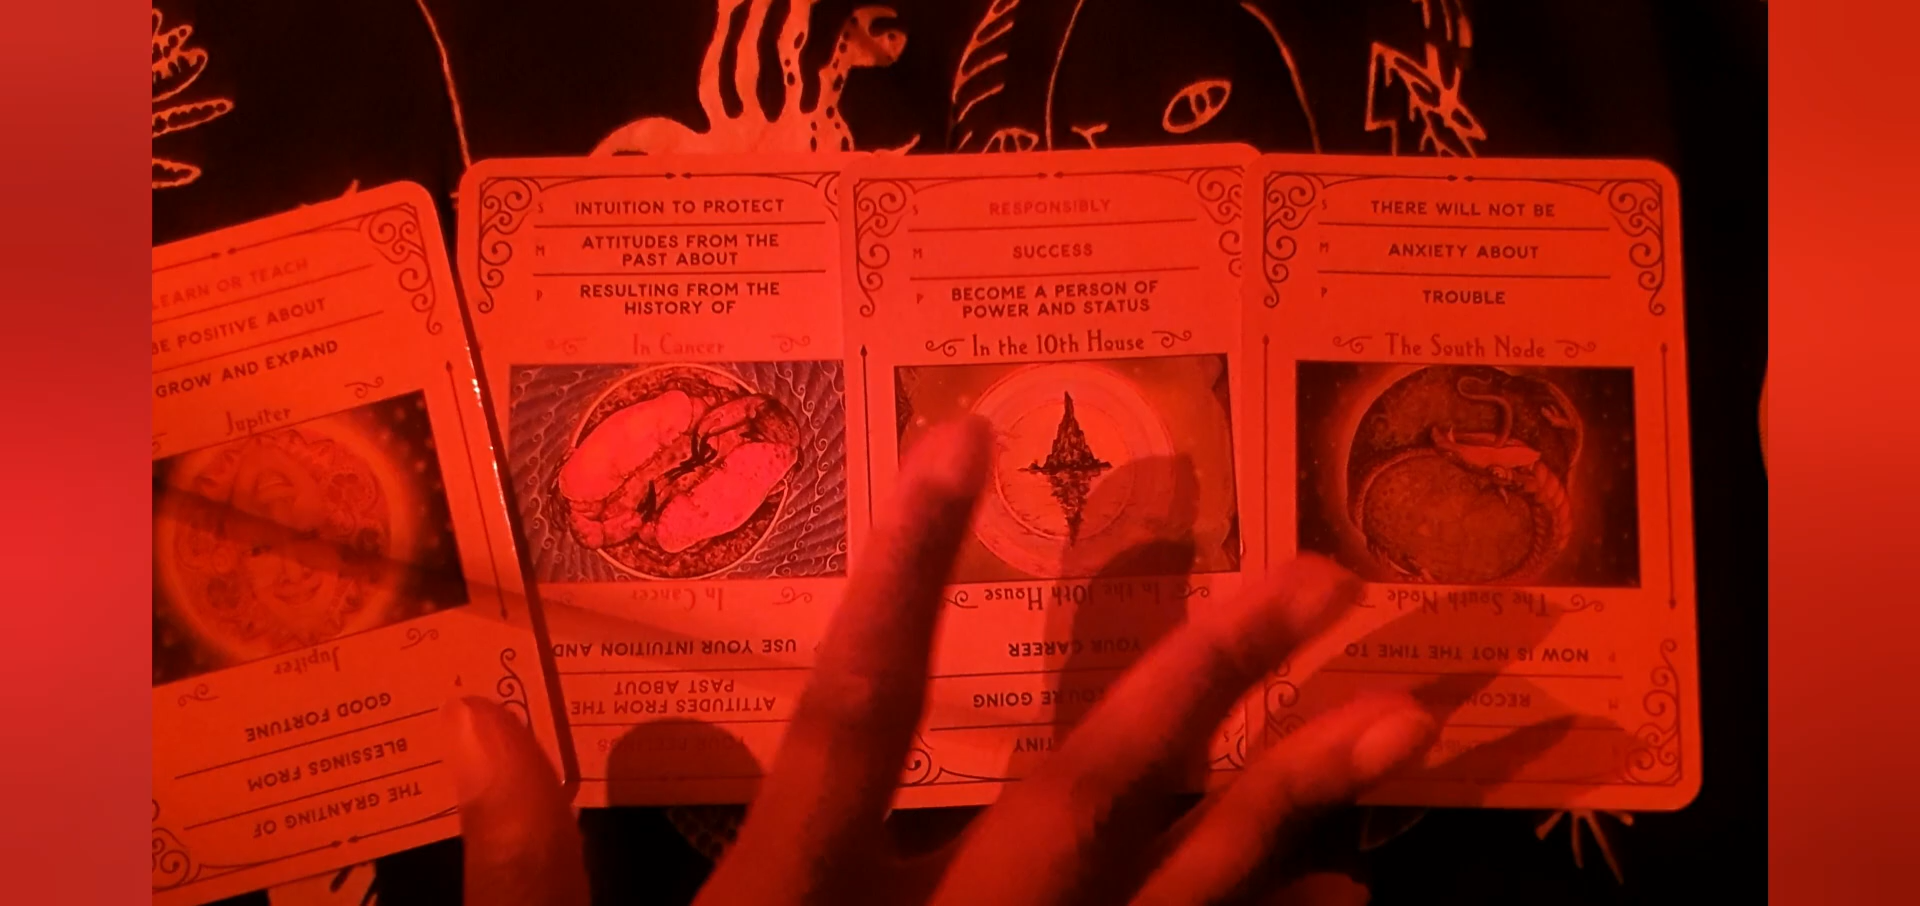 LEARN OR TEACH
BE POSITIVE ABOUT
GROW AND EXPAND
Jupiter
Jupiter
GOOD FORTUNE
BLESSINGS FROM
THE GRANTING OF
S INTUITION TO PROTECT
M ATTITUDES FROM THE
PAST ABOUT
P RESULTING FROM THE
HISTORY OF
In Cancer
In Cancer
P USE YOUR INTUITION AND
ATTITUDES FROM THE
PAST ABOUT
YOUR FEELINGS
S RESPONSIBLY
M SUCCESS
P BECOME A PERSON OF
POWER AND STATUS
In the 10th House
In the 10th House
YOUR CAREER
GOING
S
S THERE WILL NOT BE
M ANXIETY ABOUT
P TROUBLE
The South Node
The South Node
P NOW IS NOT THE TIME TO
M